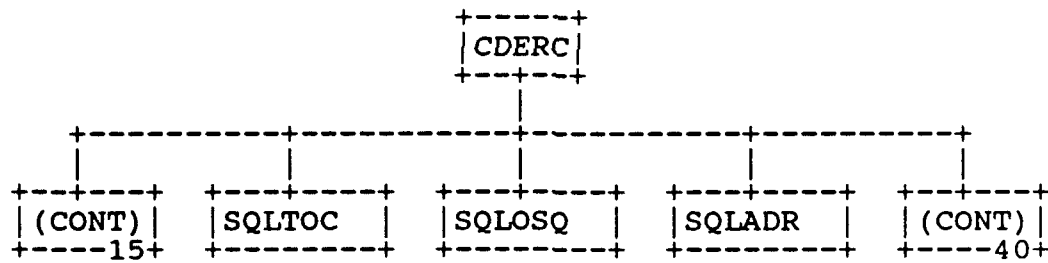 CDERC
(CONT) SQLTOC SQLOSQ SQLADR (CONT)
15 40